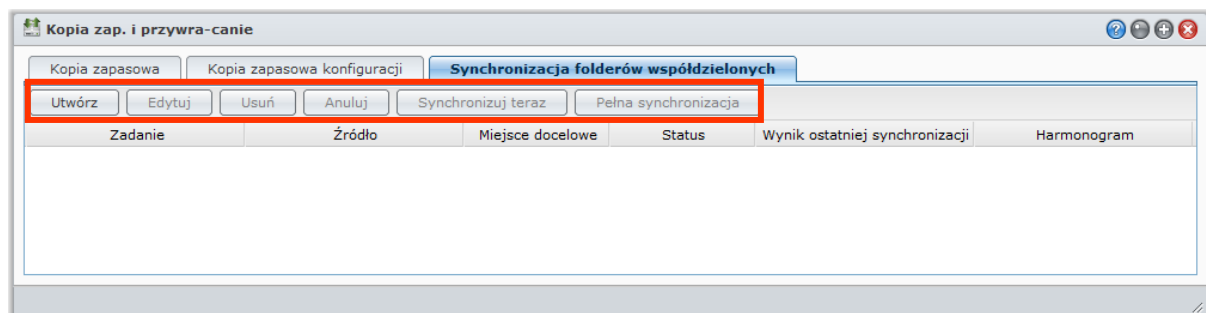 Kopia zap. i przywra-canie
Kopia zapasowa Kopia zapasowa konfiguracji Synchronizacja folderów współdzielonych
Utwórz Edytuj Usuń Anuluj Synchronizuj teraz Pełna synchronizacja
Zadanie Źródło Miejsce docelowe Status Wynik ostatniej synchronizacji Harmonogram